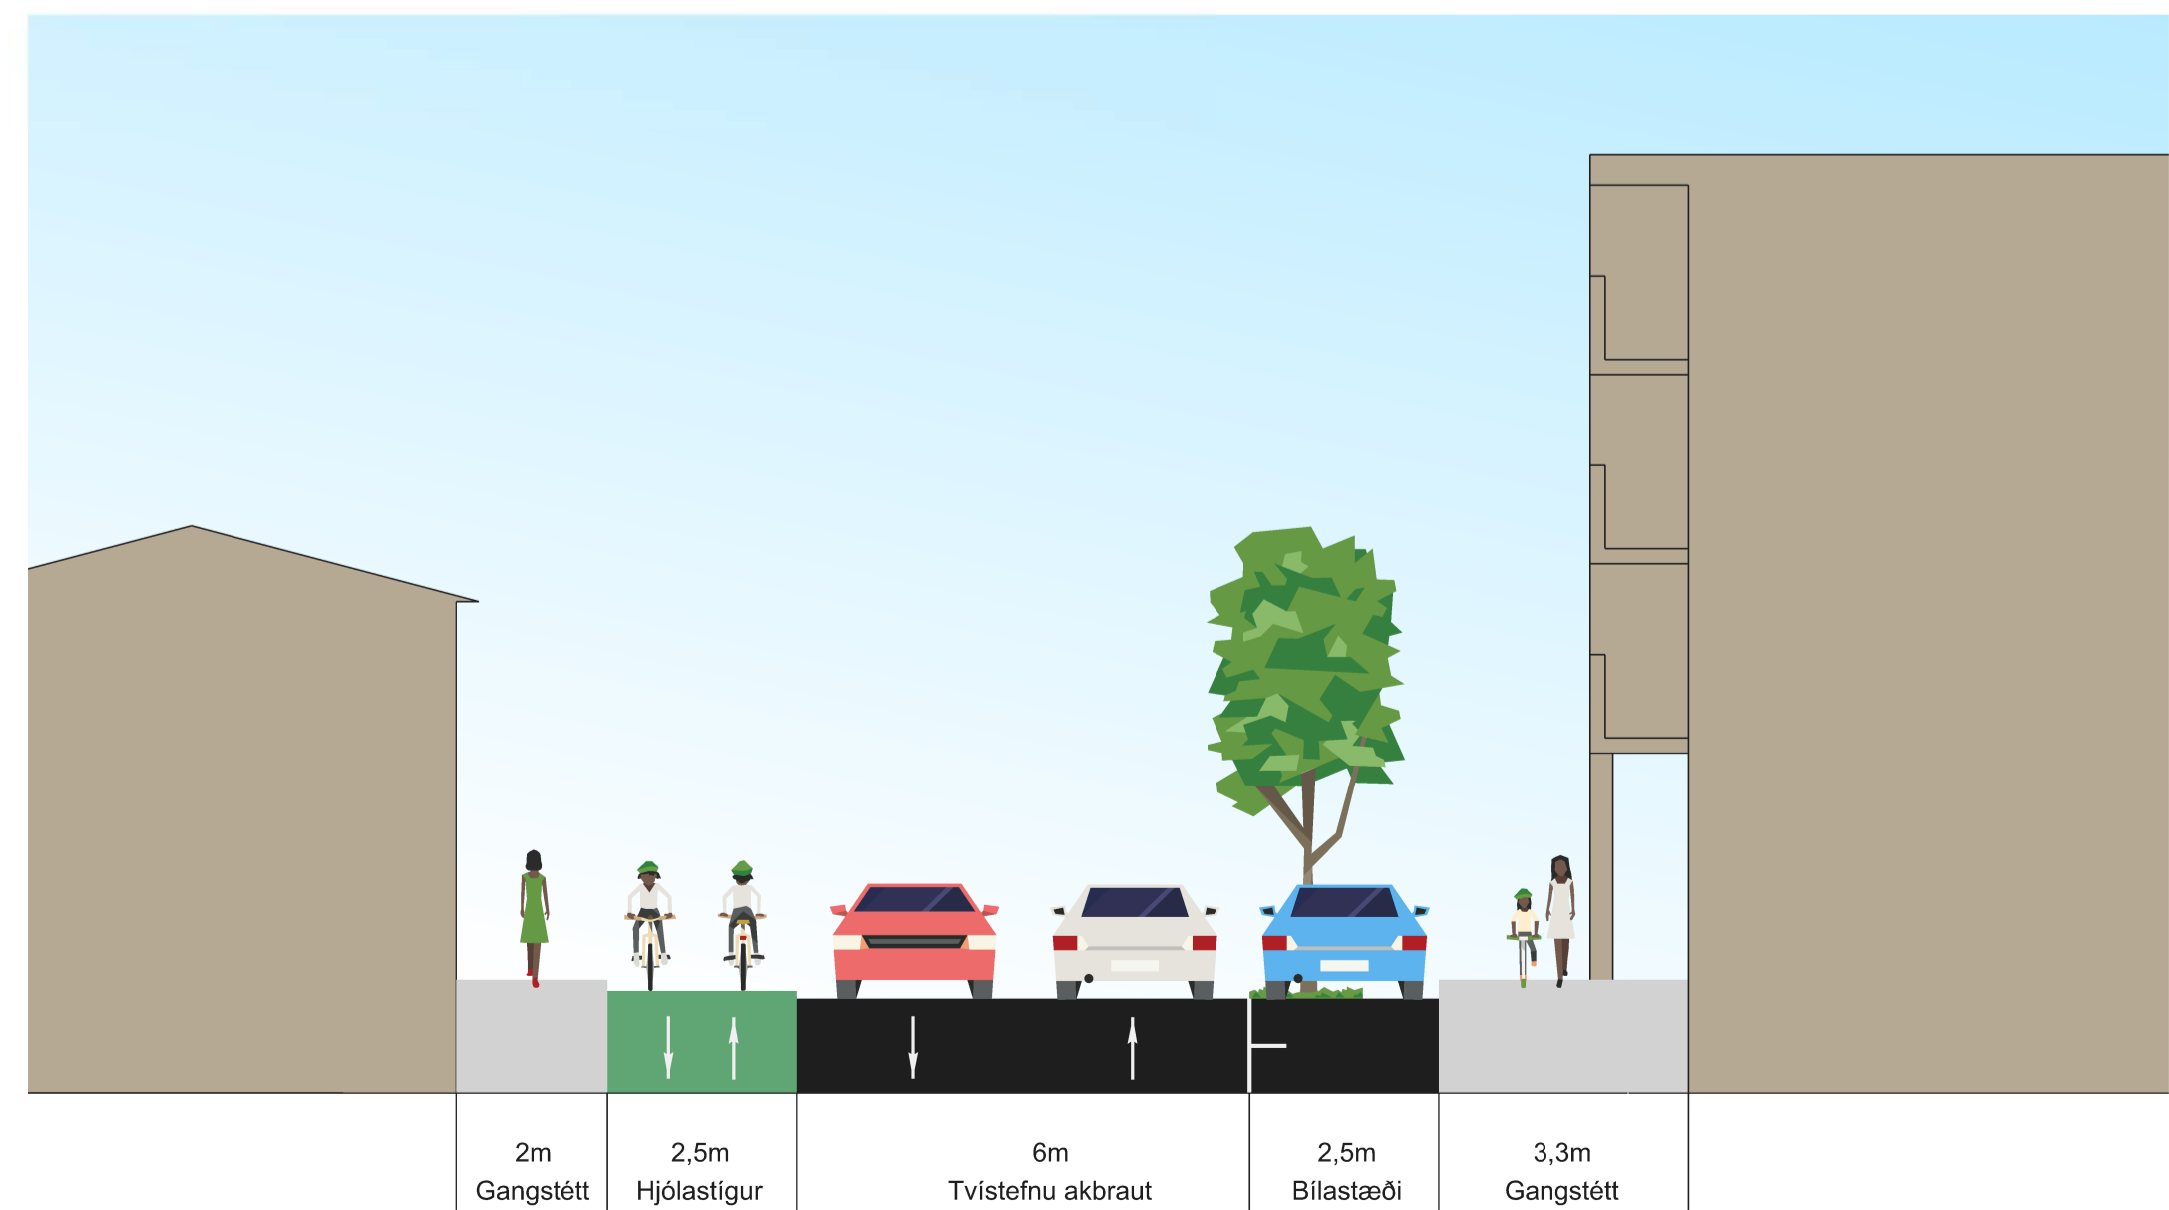 2m
Gangstétt
2,5m
Hjólastígur
6m
Tvístefnu akbraut
2,5m
Bílastæði
3,3m
Gangstétt